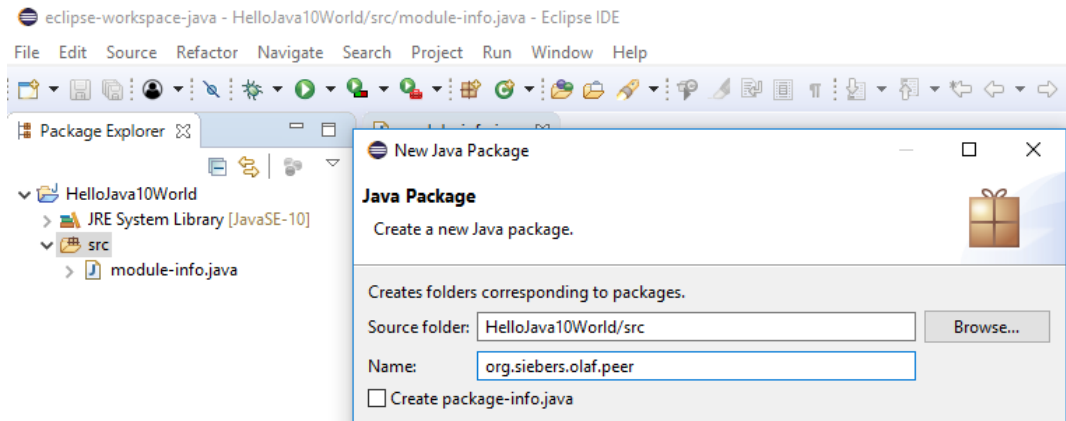 eclipse-workspace-java - HelloJava10World/src/module-info.java - Eclipse IDE
File Edit Source Refactor Navigate Search Project Run Window Help
Package Explorer
New Java Package
HelloJava10World
JRE System Library [JavaSE-10]
src
module-info.java
Java Package
Create a new Java package.
Creates folders corresponding to packages.
Source folder: HelloJava10World/src Browse...
Name: org.siebers.olaf.peer
Create package-info.java